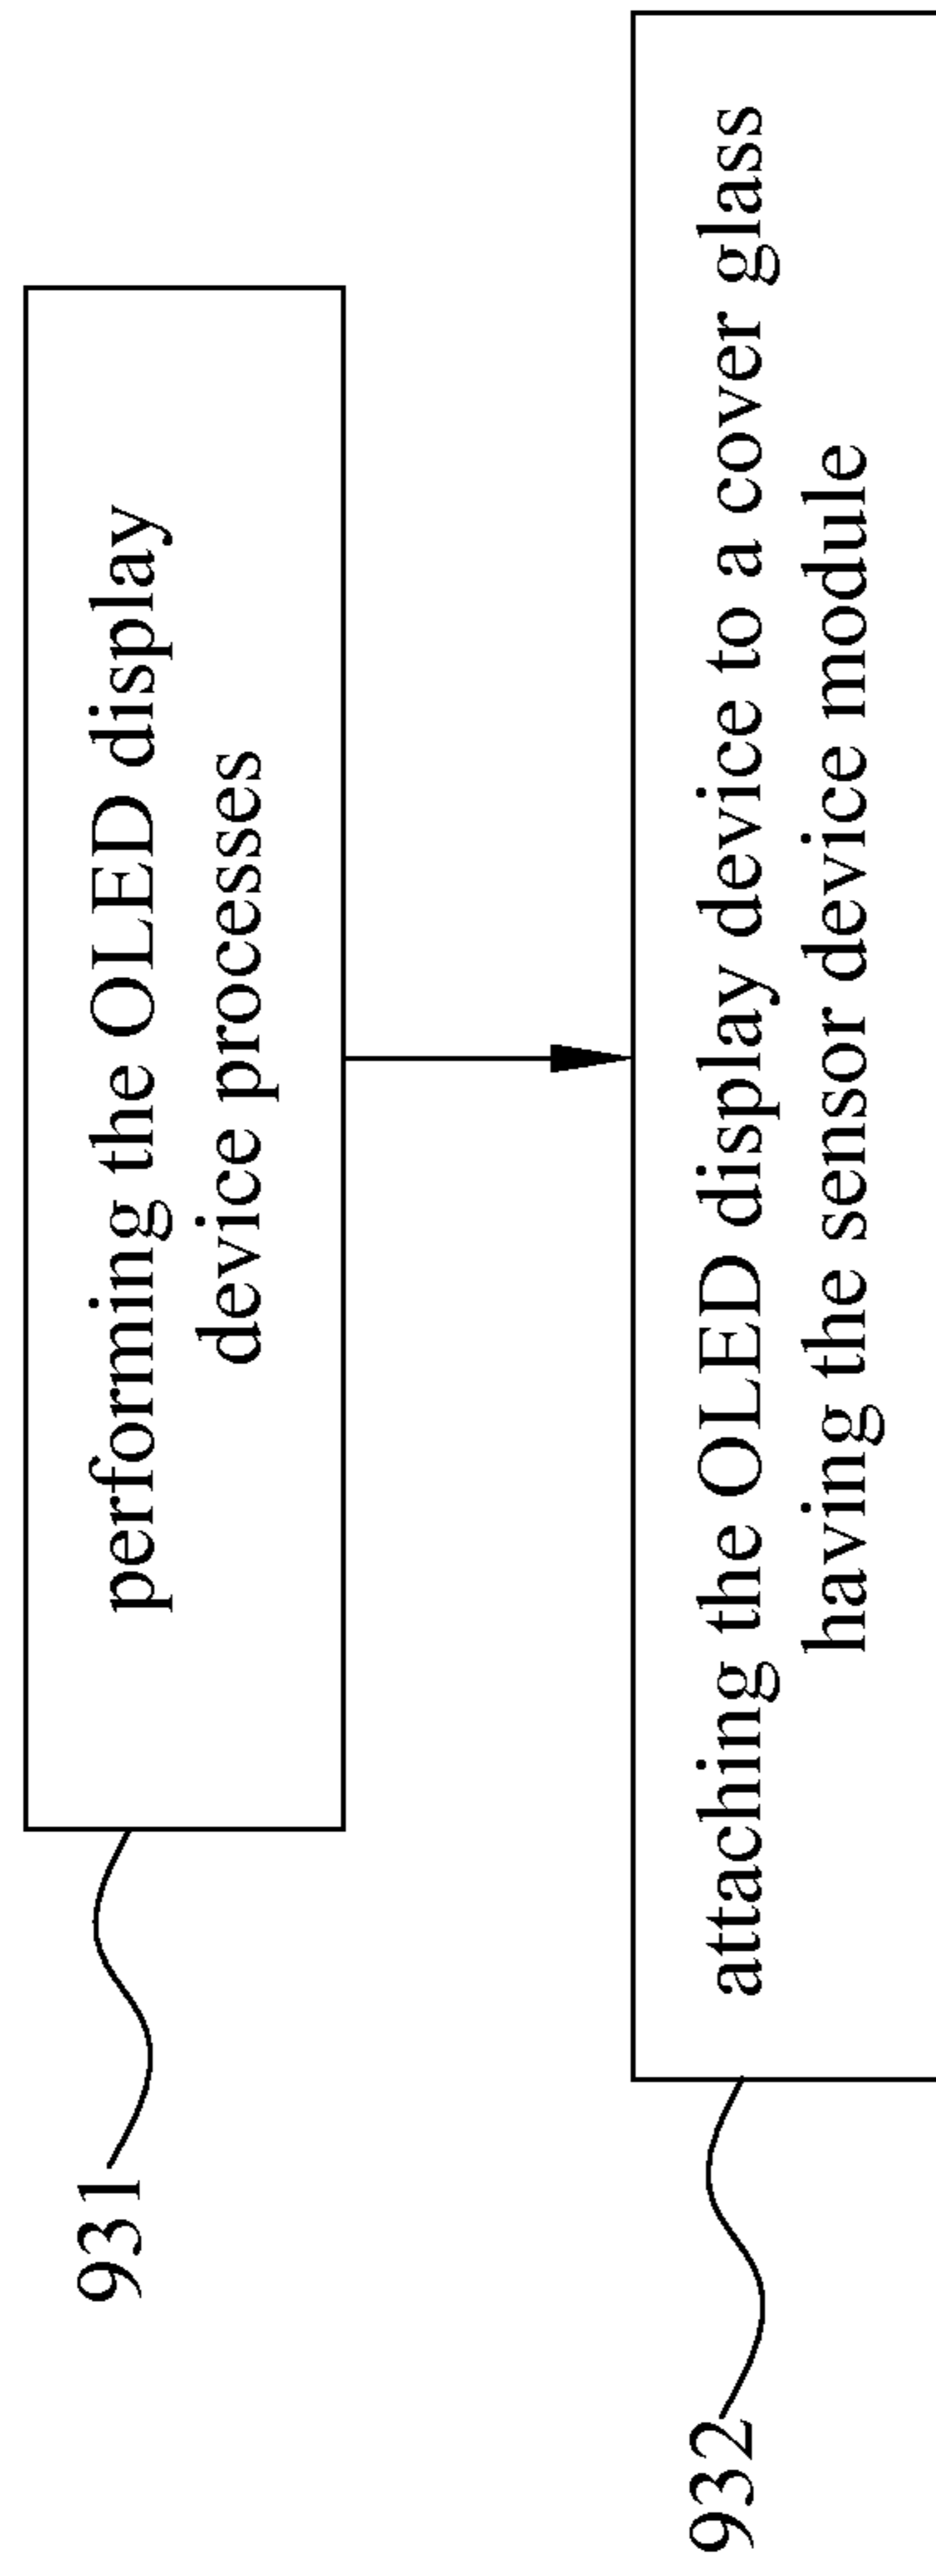 931
performing the OLED display
device processes
932
attaching the OLED display device to a cover glass
having the sensor device module